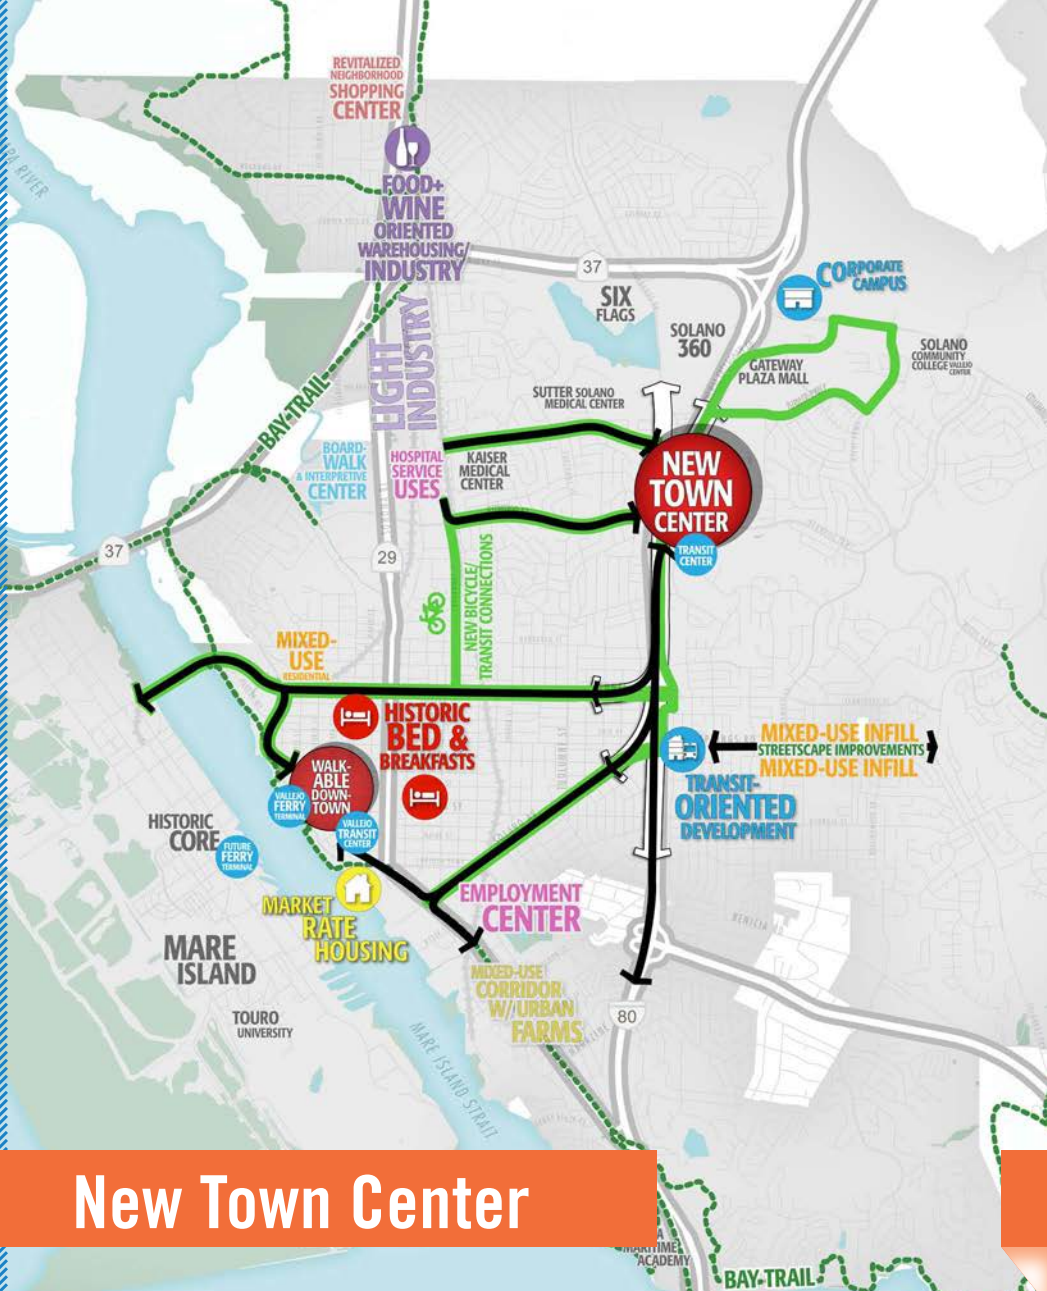 REVITALIZED
NEIGHBORHOOD
SHOPPING
CENTER
RIVER
FOOD+
WINE
ORIENTED
WAREHOUSING/
INDUSTRY
37
CORPORATE
CAMPUS
SIX
FLAGS
SOLANO
360
LIGHT
INDUSTRY
GATEWAY
PLAZA MALL
SOLANO
COMMUNITY
COLLEGE VALLEJO
CENTER
SUTTER SOLANO
MEDICAL CENTER
BAY-TRAIL
BOARD-
WALK
& INTERPRETIVE
CENTER
HOSPITAL
SERVICE
USES
KAISER
MEDICAL
CENTER
NEW
TOWN
CENTER
TRANSIT
CENTER
37
29
NEW BICYCLE/
TRANSIT CONNECTIONS
MIXED-
USE
RESIDENTIAL
HISTORIC
BED &
BREAKFASTS
MIXED-USE INFILL
STREETSCAPE IMPROVEMENTS
MIXED-USE INFILL
TRANSIT-
ORIENTED
DEVELOPMENT
WALK-
ABLE
DOWN-
TOWN
VALLEJO
FERRY
TERMINAL
VALLEJO
TRANSIT
CENTER
HISTORIC
CORE
FUTURE
FERRY
TERMINAL
MARKET
RATE
HOUSING
EMPLOYMENT
CENTER
BENICIA RD
MARE
ISLAND
MIXED-USE
CORRIDOR
W/ URBAN
FARMS
TOURO
UNIVERSITY
80
MARE ISLAND STRAIT
New Town Center
MARITIME
ACADEMY
BAY-TRAIL